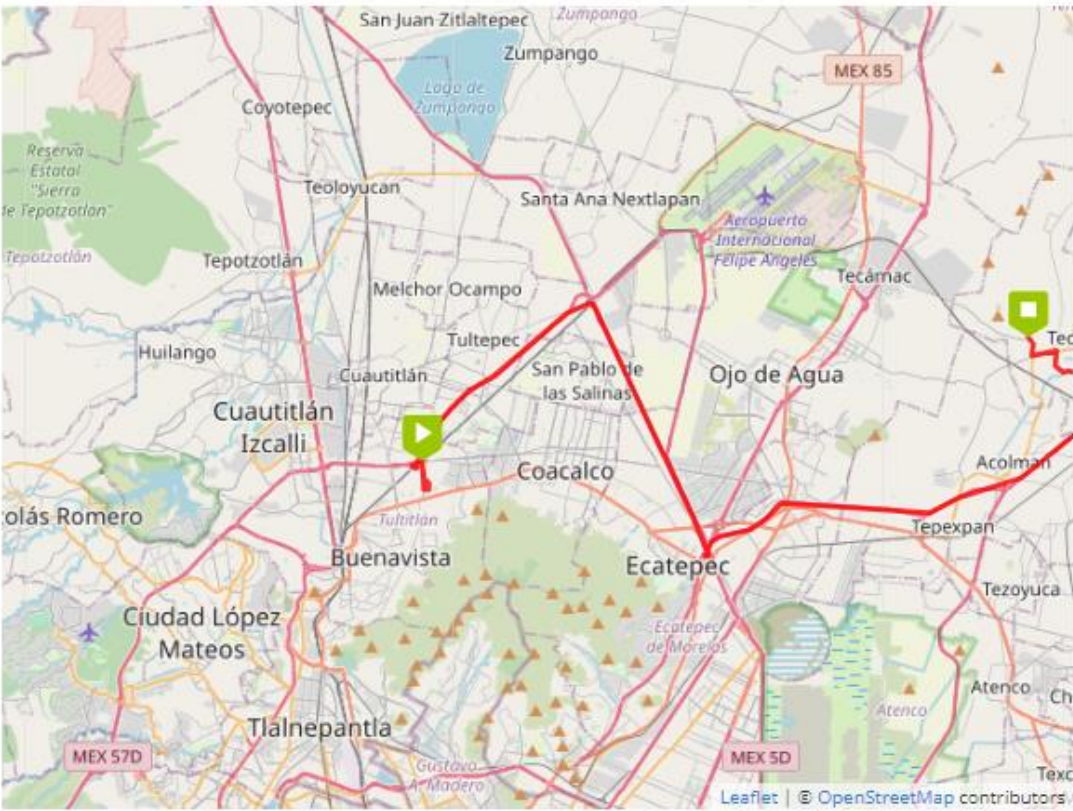 San Juan Zitlaltepec
Zumpango
Zumpango
MEX 85
Lago de
Zumpango
Coyotepec
Reserva
Estatal
"Sierra
de Tepotzotlan"
Teoloyucan
Santa Ana Nextlapan
Aeropuerto
Internacional
Felipe Ángeles
Tepotzotlán
Tepotzotlán
Tecámac
Melchor Ocampo
Tultepec
Huilango
Cuautitlán
San Pablo de
las Salinas
Ojo de Agua
Cuautitlán
Izcalli
Coacalco
Acolman
colás Romero
Tultitlán
Tepexpan
Buenavista
Ecatepec
Tezoyuca
Ciudad López
Mateos
Ecatepec
de Morelos
Atenco
Atenco
Tlalnepantla
MEX 57D
Gustavo
A. Madero
MEX 5D
Leaflet | © OpenStreetMap contributors